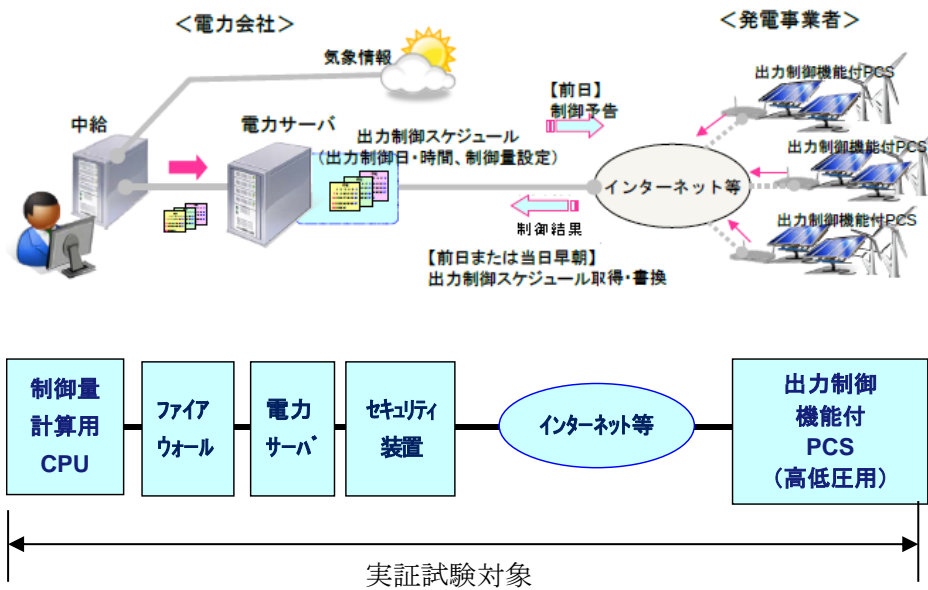 <電力会社>
<発電事業者>
気象情報
出力制御機能付PCS
【前日】
制御予告
中給
電力サーバ
出力制御スケジュール
(出力制御日・時間、制御量設定)
出力制御機能付PCS
インターネット等
制御結果
出力制御機能付PCS
【前日または当日早朝】
出力制御スケジュール取得・書換
制御量
計算用
CPU
ファイア
ウォール
電力
サーバ
セキュリティ
装置
インターネット等
出力制御
機能付
PCS
(高低圧用)
実証試験対象